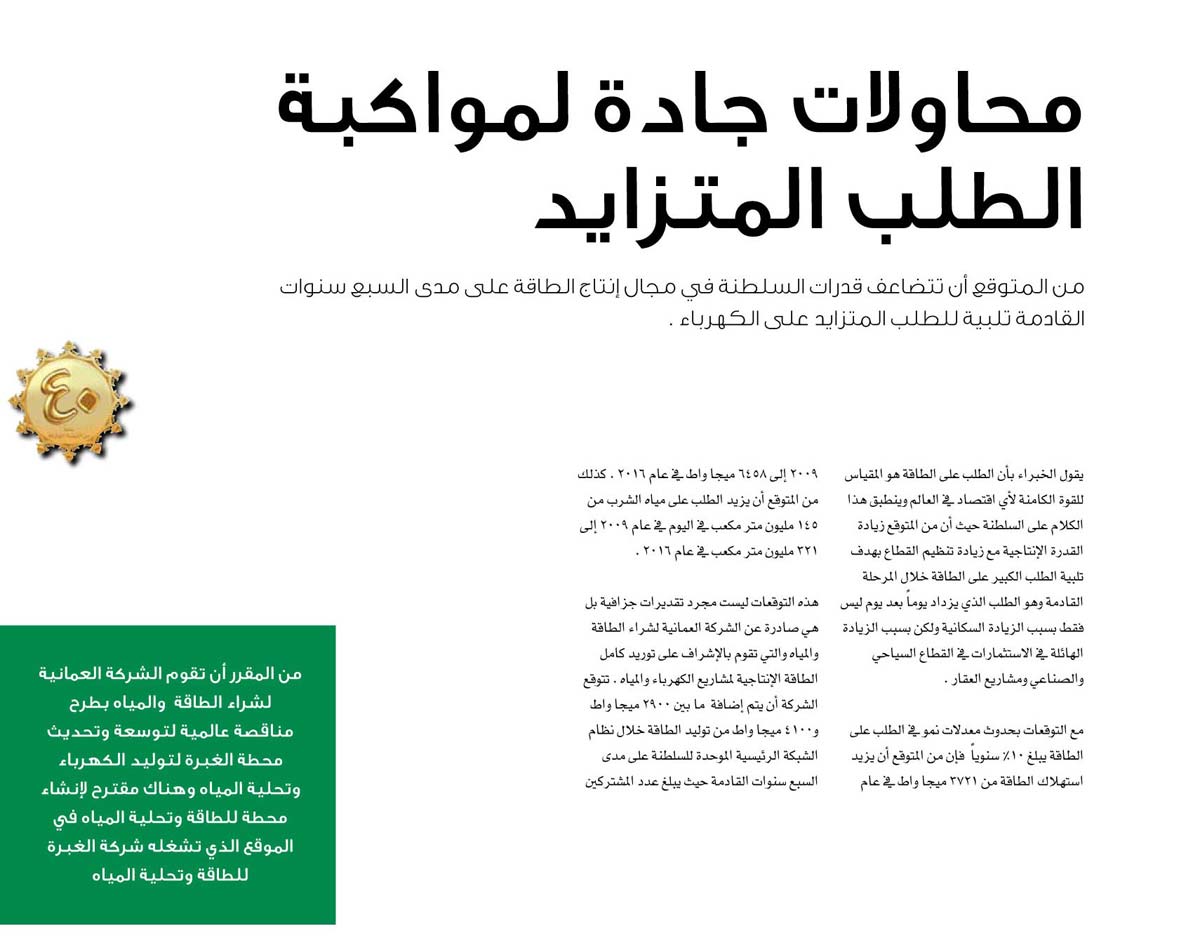 محاولات جادة لمواكبة
الطلب المتزايد
من المتوقع أن تتضاعف قدرات السلطنة في مجال إنتاج الطاقة على مدى السبع سنوات
القادمة تلبية للطلب المتزايد على الكهرباء .
٤٠
يقول الخبراء بأن الطلب على الطاقة هو المقياس
للقوة الكامنة لأي اقتصاد في العالم وينطبق هذا
الكلام على السلطنة حيث أن من المتوقع زيادة
القدرة الإنتاجية مع زيادة تنظيم القطاع بهدف
تلبية الطلب الكبير على الطاقة خلال المرحلة
القادمة وهو الطلب الذي يزداد يوماً بعد يوم ليس
فقط بسبب الزيادة السكانية ولكن بسبب الزيادة
الهائلة في الاستثمارات في القطاع السياحي
والصناعي ومشاريع العقار .
مع التوقعات بحدوث معدلات نمو في الطلب على
الطاقة يبلغ ١٠٪ سنوياً فإن من المتوقع أن يزيد
استهلاك الطاقة من ٣٧٢١ ميجا واط في عام
٢٠٠٩ إلى ٦٤٥٨ ميجا واط في عام ٢٠١٦ . كذلك
من المتوقع أن يزيد الطلب على مياه الشرب من
١٤٥ مليون متر مكعب في اليوم في عام ٢٠٠٩ إلى
٢٢١ مليون متر مكعب في عام ٢٠١٦ .
هذه التوقعات ليست مجرد تقديرات جزافية بل
هي صادرة عن الشركة العمانية لشراء الطاقة
والمياه والتي تقوم بالإشراف على توريد كامل
الطاقة الإنتاجية لمشاريع الكهرباء والمياه . تتوقع
الشركة أن يتم إضافة ما بين ٢٩٠٠ ميجا واط
و٤١٠٠ ميجا واط من توليد الطاقة خلال نظام
الشبكة الرئيسية الموحدة للسلطنة على مدى
السبع سنوات القادمة حيث يبلغ عدد المشتركين
من المقرر أن تقوم الشركة العمانية
لشراء الطاقة والمياه بطرح
مناقصة عالمية لتوسعة وتحديث
محطة الغبرة لتوليد الكهرباء
وتحلية المياه وهناك مقترح لإنشاء
محطة للطاقة وتحلية المياه في
الموقع الذي تشغله شركة الغبرة
للطاقة وتحلية المياه